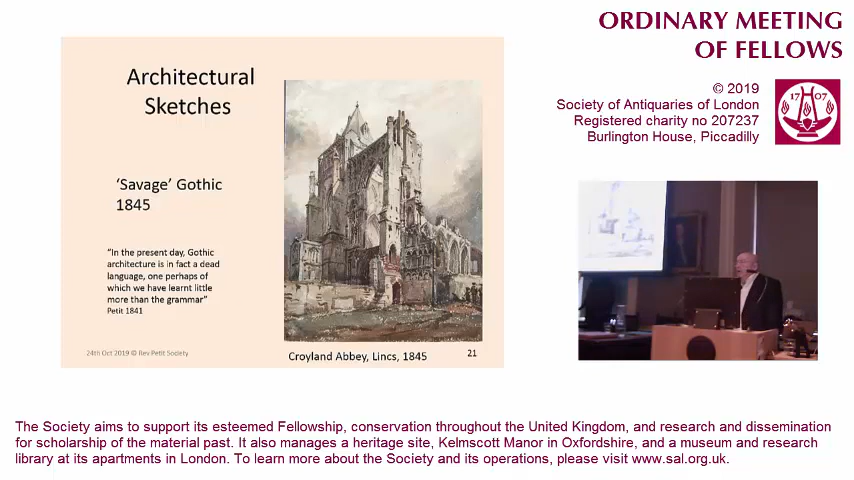 ORDINARY MEETING
OF FELLOWS
© 2019
Society of Antiquaries of London
Registered charity no 207237
Burlington House, Piccadilly
17 07
Architectural
Sketches
‘Savage’ Gothic
1845
“In the present day, Gothic
architecture is in fact a dead
language, one perhaps of
which we have learnt little
more than the grammar”
Petit 1841
24th Oct 2019 © Rev Petit Society
Croyland Abbey, Lincs, 1845
21
The Society aims to support its esteemed Fellowship, conservation throughout the United Kingdom, and research and dissemination
for scholarship of the material past. It also manages a heritage site, Kelmscott Manor in Oxfordshire, and a museum and research
library at its apartments in London. To learn more about the Society and its operations, please visit www.sal.org.uk.